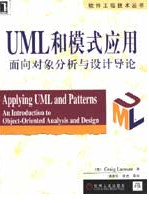 软件工程技术丛书
UML和模式应用
面向对象分析与设计导论
Applying UML and Patterns
An Introduction to
Object-Oriented Analysis and Design
UML
Craig Larman
机械工业出版社